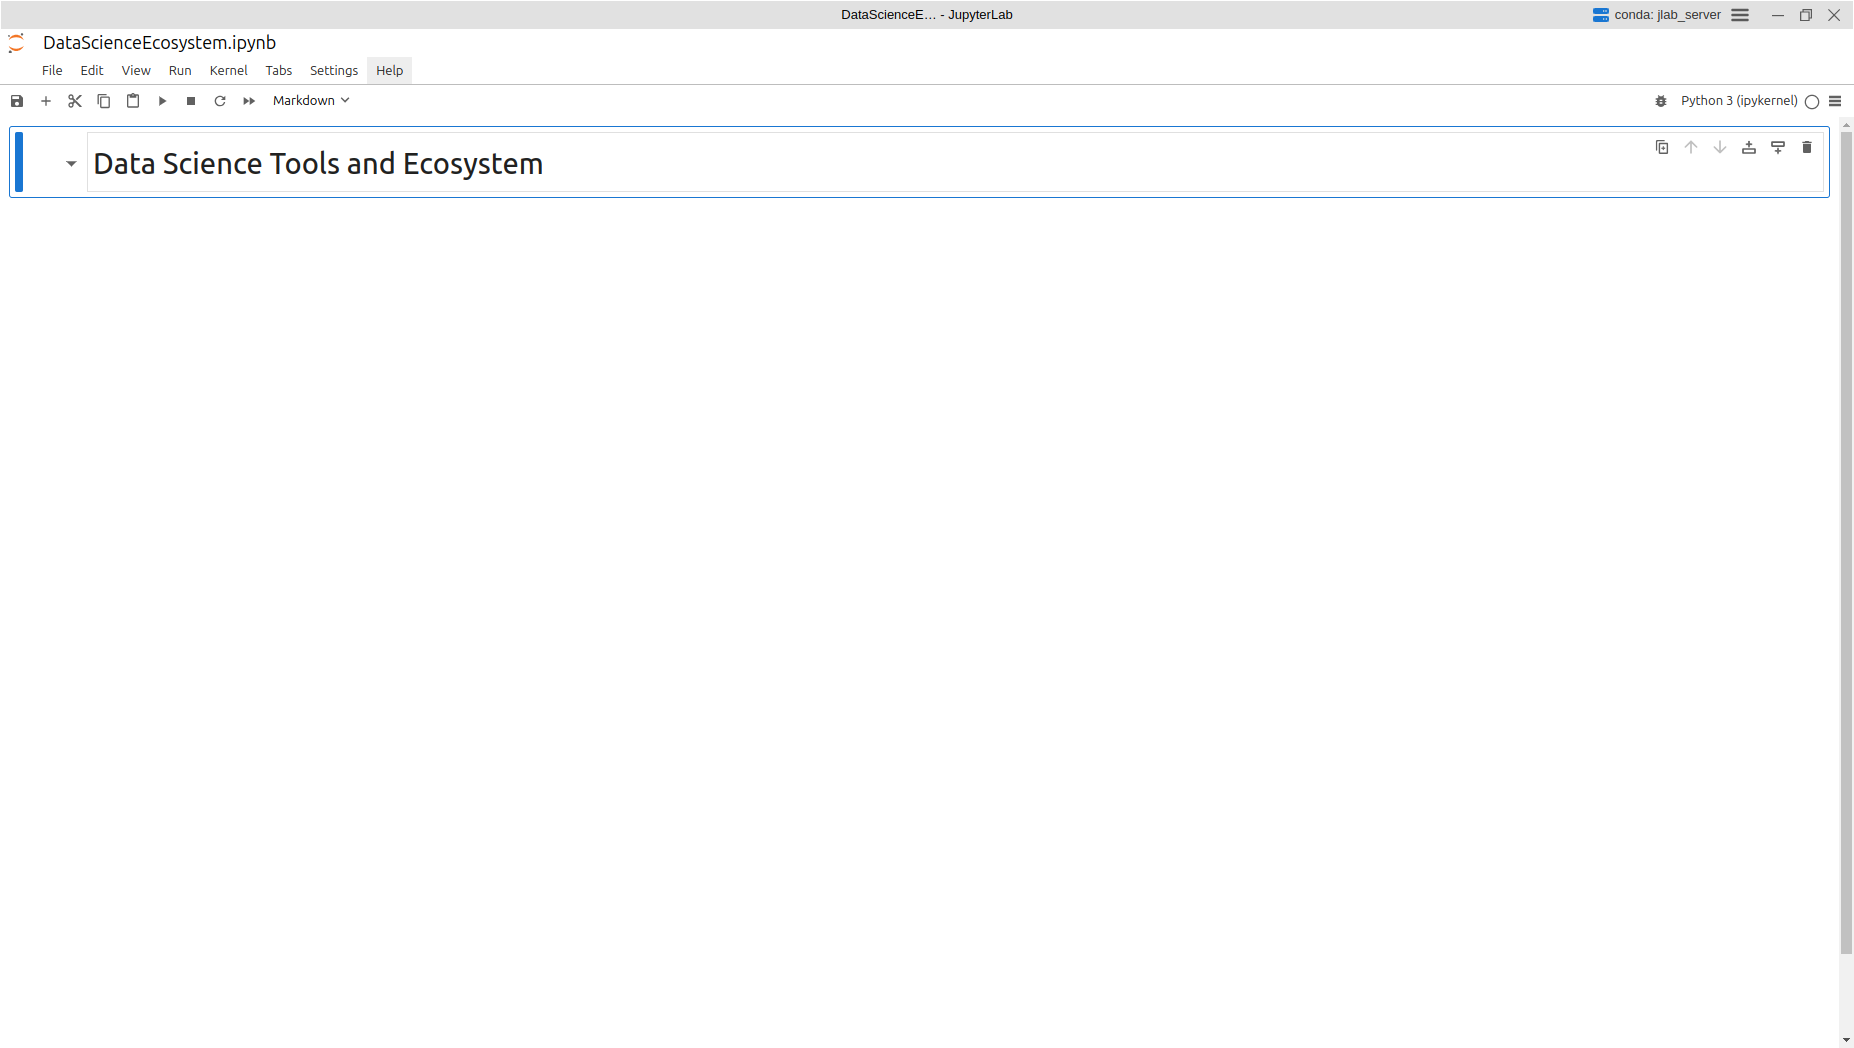 DataScienceE... - JupyterLab
conda: jlab_server
DataScienceEcosystem.ipynb
File Edit View Run Kernel Tabs Settings Help
Markdown
Python 3 (ipykernel)
Data Science Tools and Ecosystem